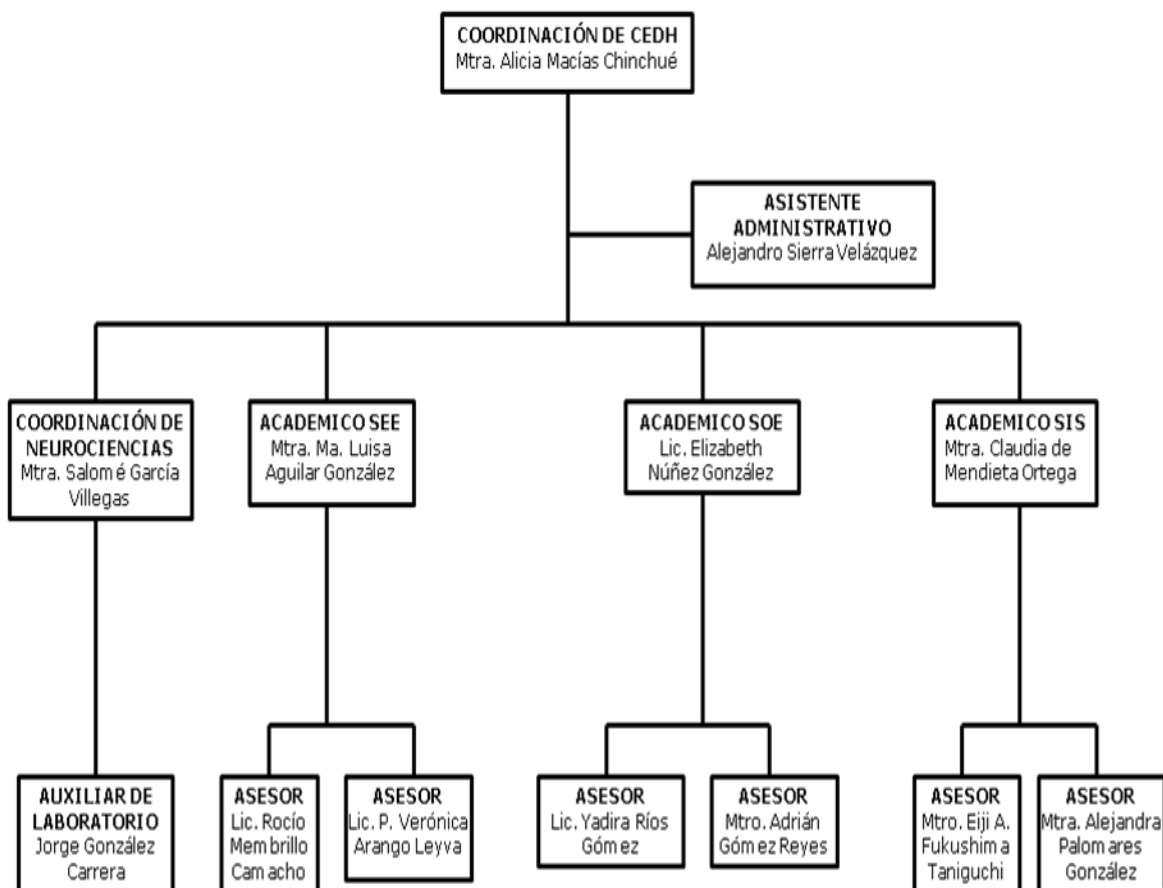 COORDINACIÓN DE CEDH
Mtra. Alicia Macías Chinchué
ASISTENTE
ADMINISTRATIVO
Alejandro Sierra Velázquez
COORDINACIÓN DE
NEUROCIENCIAS
Mtra. Salomé García
Villegas
ACADEMICO SEE
Mtra. Ma. Luisa
Aguilar González
ACADEMICO SOE
Lic. Elizabeth
Núñez González
ACADEMICO SIS
Mtra. Claudia de
Mendieta Ortega
AUXILIAR DE
LABORATORIO
Jorge González
Carrera
ASESOR
Lic. Rocío
Membrillo
Camacho
ASESOR
Lic. P. Verónica
Arango Leyva
ASESOR
Lic. Yadira Ríos
Gómez
ASESOR
Mtro. Adrián
Gómez Reyes
ASESOR
Mtro. Eiji A.
Fukushima
Taniguchi
ASESOR
Mtra. Alejandra
Palomares
González